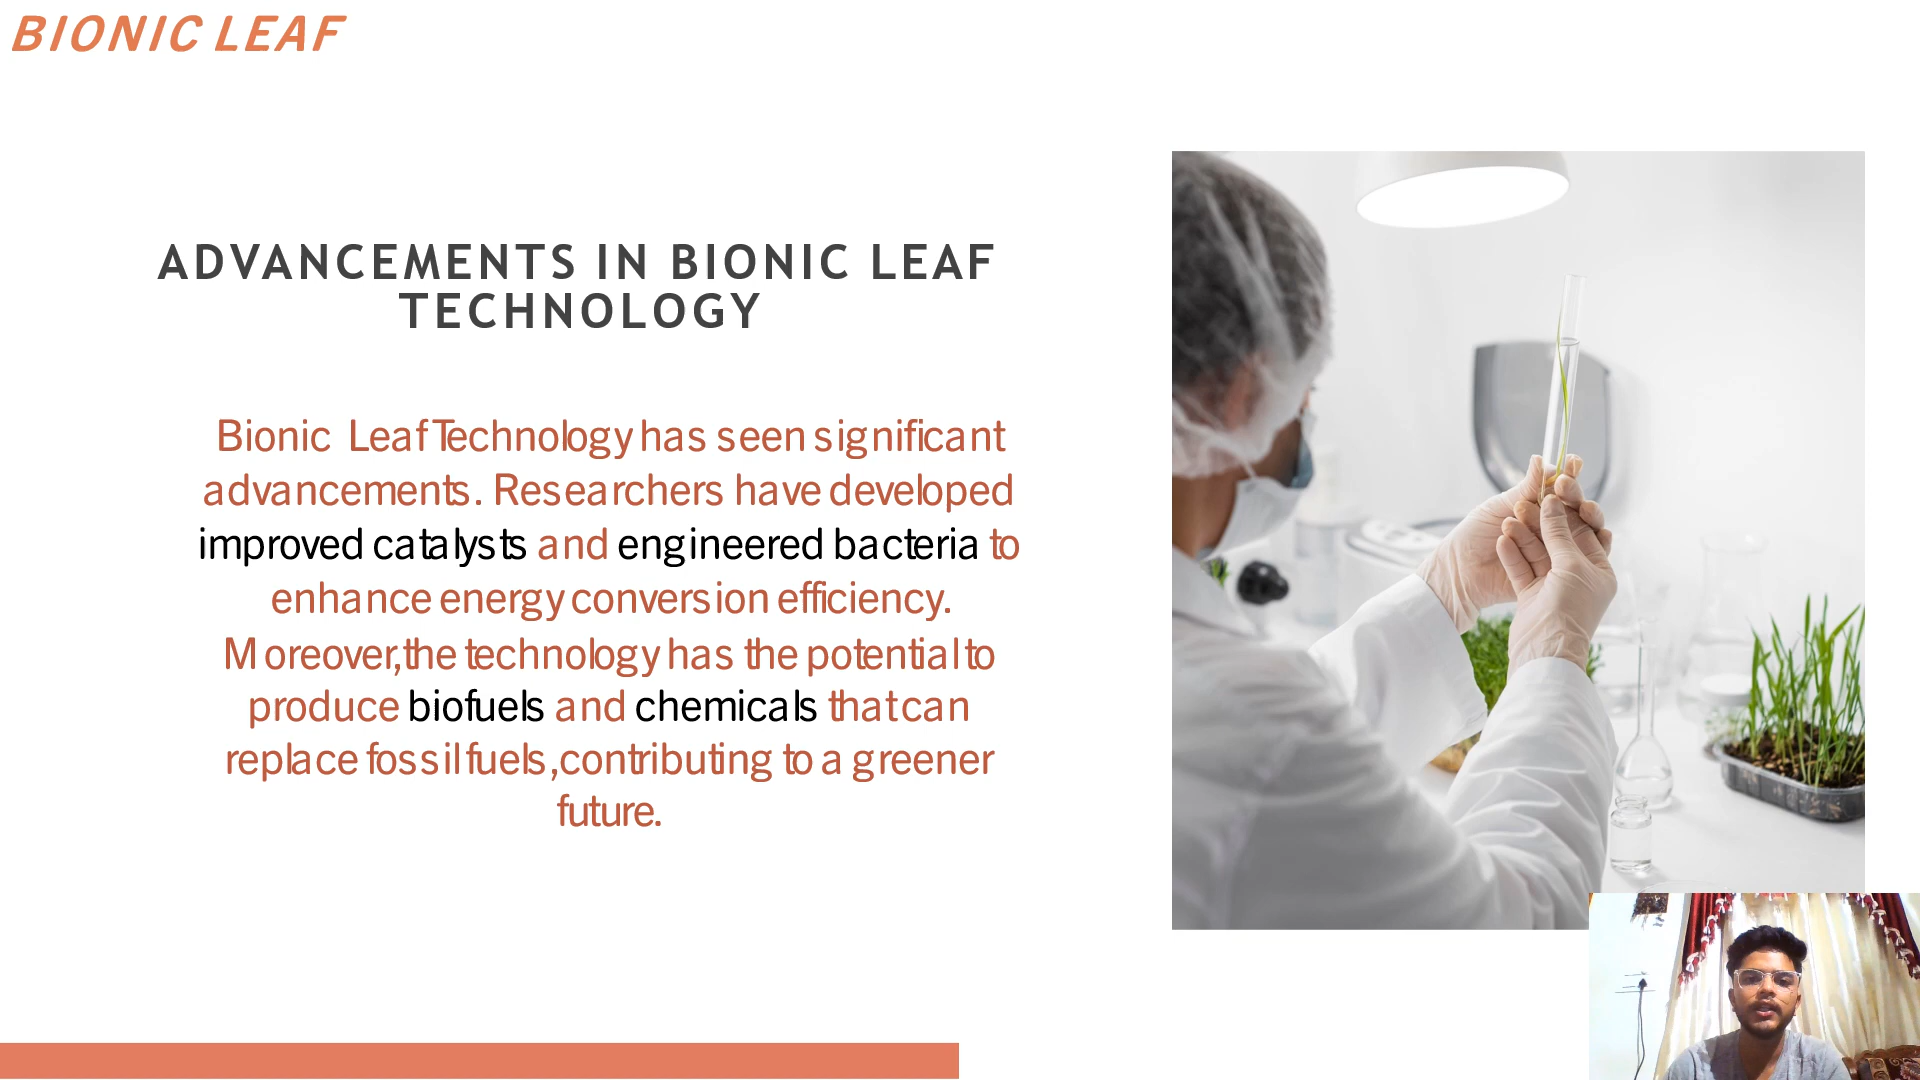 BIONIC LEAF
ADVANCEMENTS IN BIONIC LEAF
TECHNOLOGY
Bionic Leaf Technology has seen significant
advancements. Researchers have developed
improved catalysts and engineered bacteria to
enhance energy conversion efficiency.
Moreover,the technology has the potential to
produce biofuels and chemicals that can
replace fossil fuels,contributing to a greener
future.